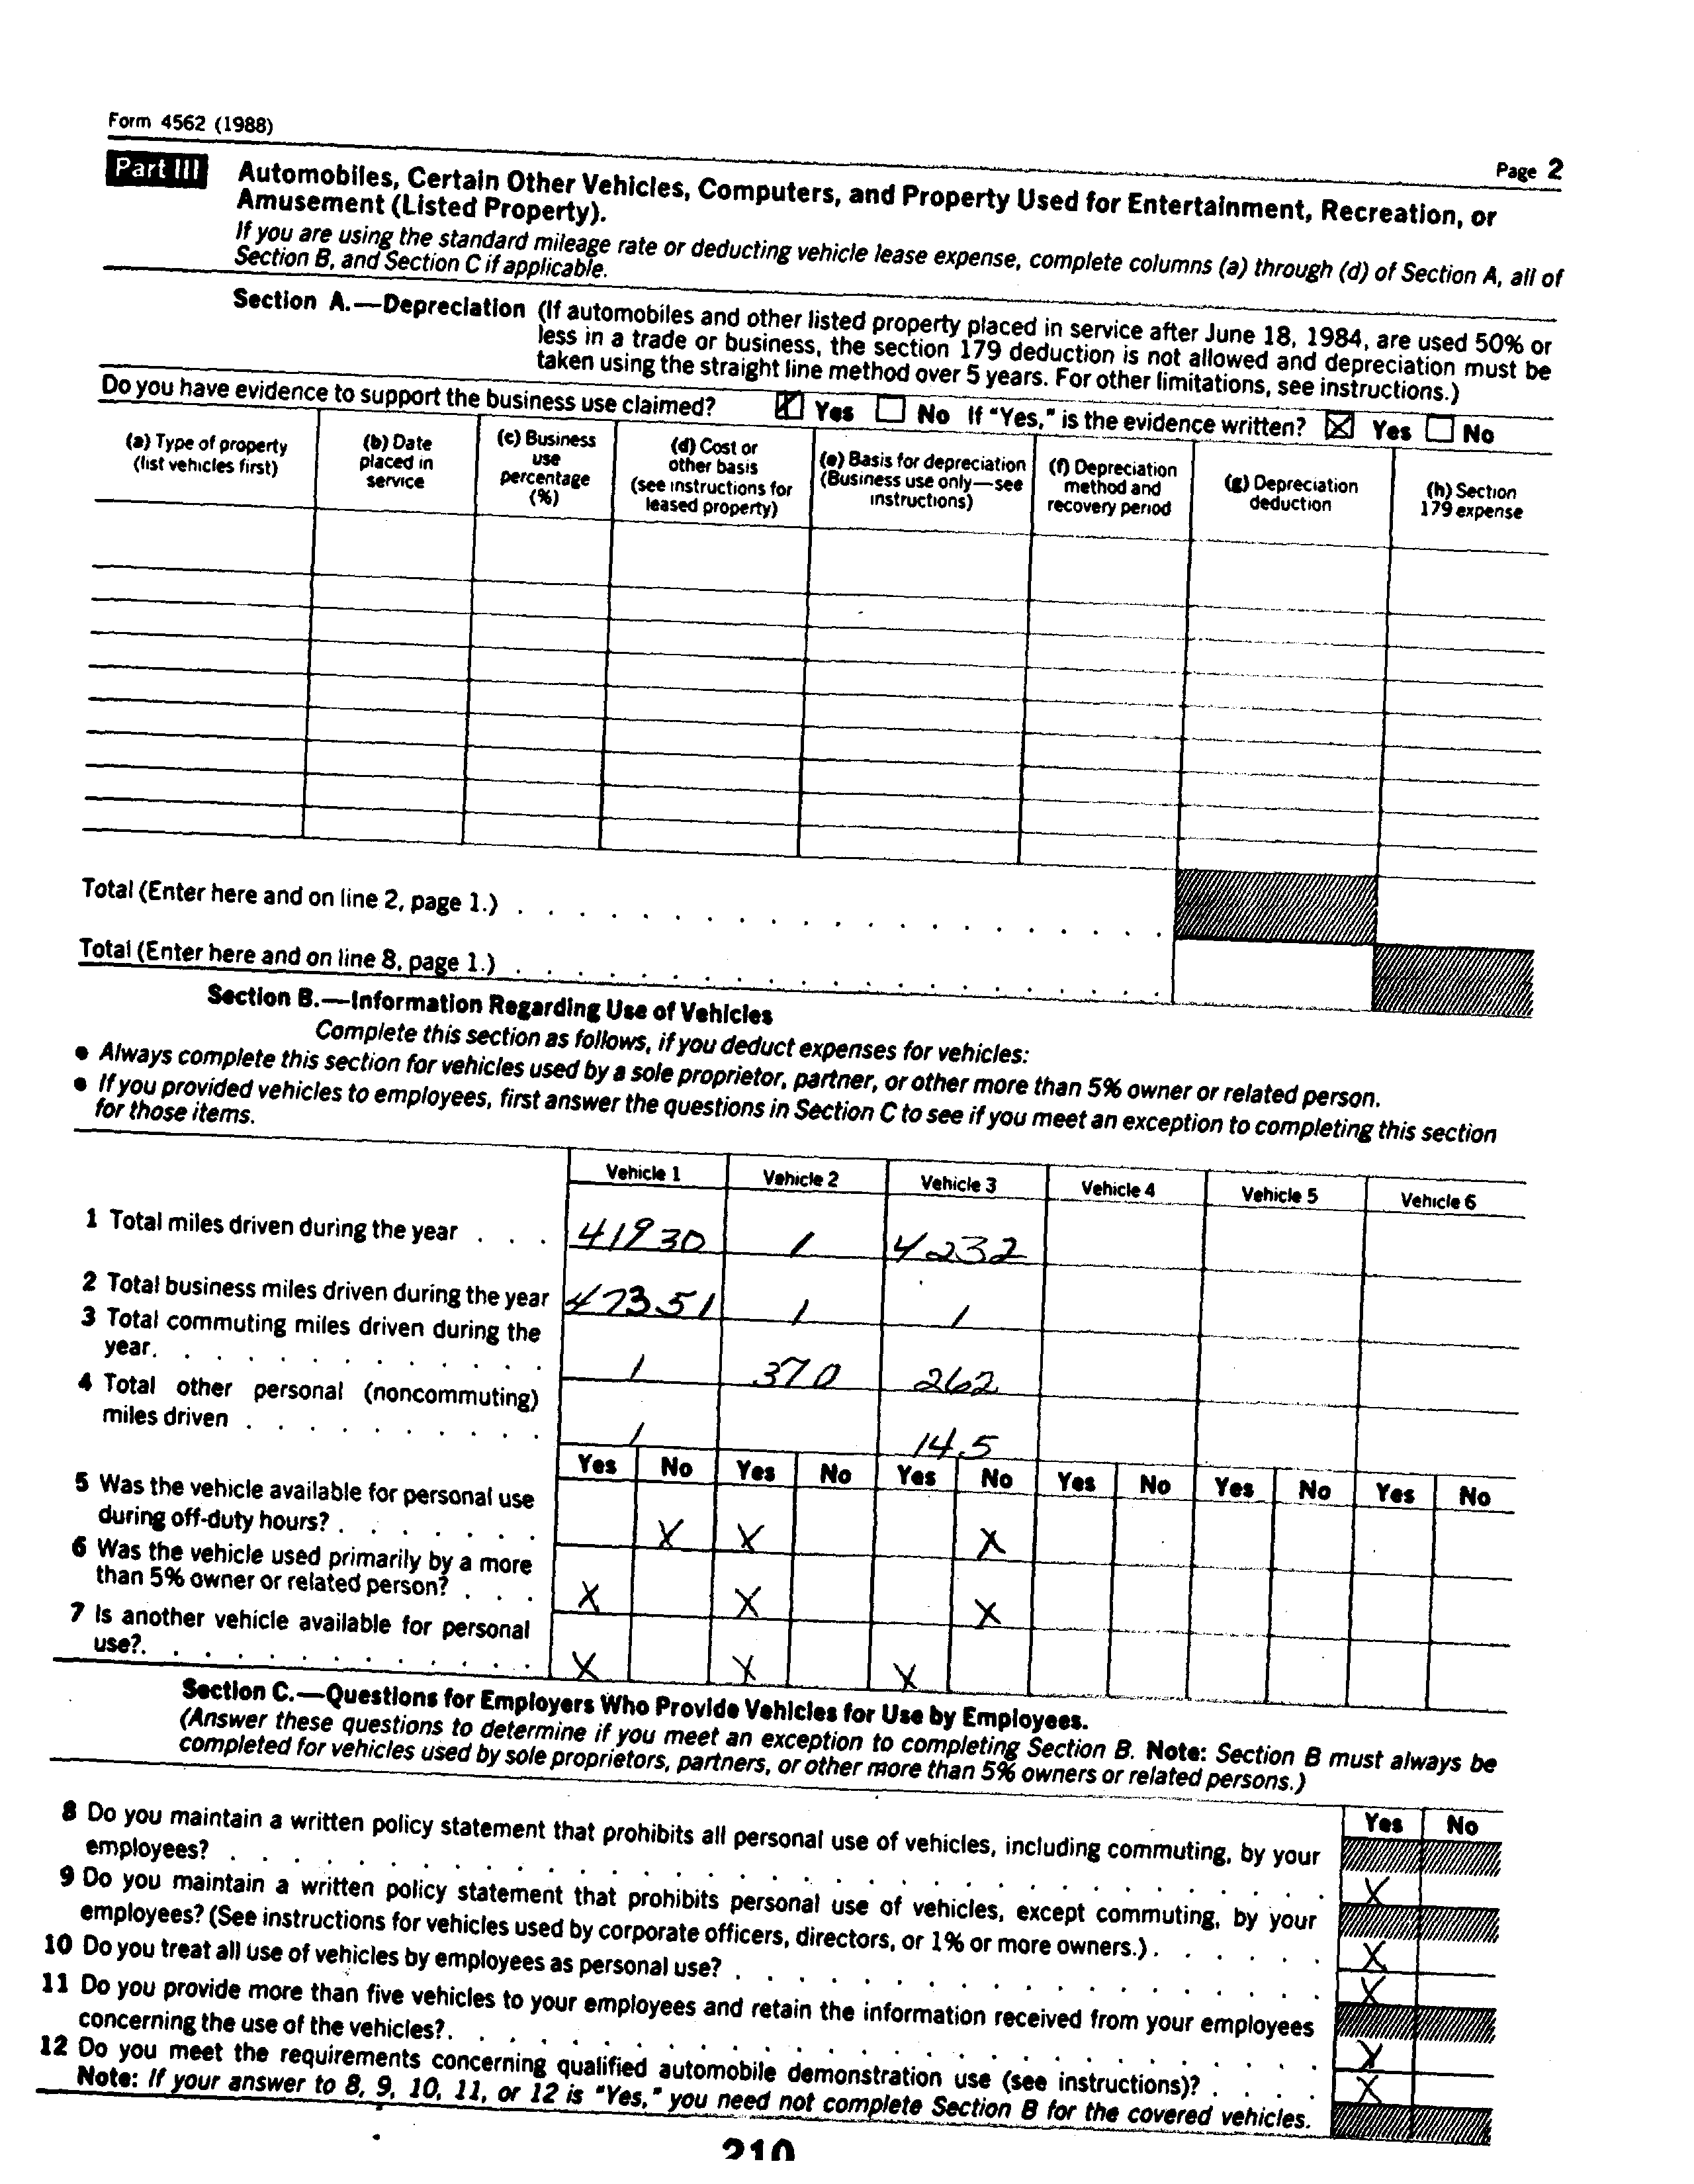 Form 4562 (1988)
Page 2
Part III Automobiles, Certain Other Vehicles, Computers, and Property Used for Entertainment, Recreation, or
Amusement (Listed Property).
If you are using the standard mileage rate or deducting vehicle lease expense, complete columns (a) through (d) of Section A, all of
Section B, and Section C if applicable.
Section A.—Depreciation (If automobiles and other listed property placed in service after June 18, 1984, are used 50% or
less in a trade or business, the section 179 deduction is not allowed and depreciation must be
taken using the straight line method over 5 years. For other limitations, see instructions.)
Do you have evidence to support the business use claimed? X Yes No If "Yes," is the evidence written? X Yes No
(a) Type of property
(list vehicles first)
(b) Date
placed in
service
(c) Business
use
percentage
(%)
(d) Cost or
other basis
(see instructions for
leased property)
(e) Basis for depreciation
(Business use only—see
instructions)
(f) Depreciation
method and
recovery period
(g) Depreciation
deduction
(h) Section
179 expense
Total (Enter here and on line 2, page 1.)
Total (Enter here and on line 8, page 1.)
Section B.—Information Regarding Use of Vehicles
Complete this section as follows, if you deduct expenses for vehicles:
● Always complete this section for vehicles used by a sole proprietor, partner, or other more than 5% owner or related person.
● If you provided vehicles to employees, first answer the questions in Section C to see if you meet an exception to completing this section
for those items.
Vehicle 1 Vehicle 2 Vehicle 3 Vehicle 4 Vehicle 5 Vehicle 6
1 Total miles driven during the year . . . 41930 1 4232
2 Total business miles driven during the year 47351 1 1
3 Total commuting miles driven during the
year. . . . . . . . . . . . . 1 370 262
4 Total other personal (noncommuting)
miles driven . . . . . . . . . . 1 145
Yes No Yes No Yes No Yes No Yes No Yes No
5 Was the vehicle available for personal use
during off-duty hours? . . . . . . . X X X
6 Was the vehicle used primarily by a more
than 5% owner or related person? . . . X X X
7 Is another vehicle available for personal
use?. . . . . . . . . . . . . X X X
Section C.—Questions for Employers Who Provide Vehicles for Use by Employees.
(Answer these questions to determine if you meet an exception to completing Section B. Note: Section B must always be
completed for vehicles used by sole proprietors, partners, or other more than 5% owners or related persons.)
Yes No
8 Do you maintain a written policy statement that prohibits all personal use of vehicles, including commuting, by your
employees? X
9 Do you maintain a written policy statement that prohibits personal use of vehicles, except commuting, by your
employees? (See instructions for vehicles used by corporate officers, directors, or 1% or more owners.) . . . . . . X
10 Do you treat all use of vehicles by employees as personal use? X
11 Do you provide more than five vehicles to your employees and retain the information received from your employees
concerning the use of the vehicles?. X
12 Do you meet the requirements concerning qualified automobile demonstration use (see instructions)? . . . . X
Note: If your answer to 8, 9, 10, 11, or 12 is "Yes," you need not complete Section B for the covered vehicles.
210